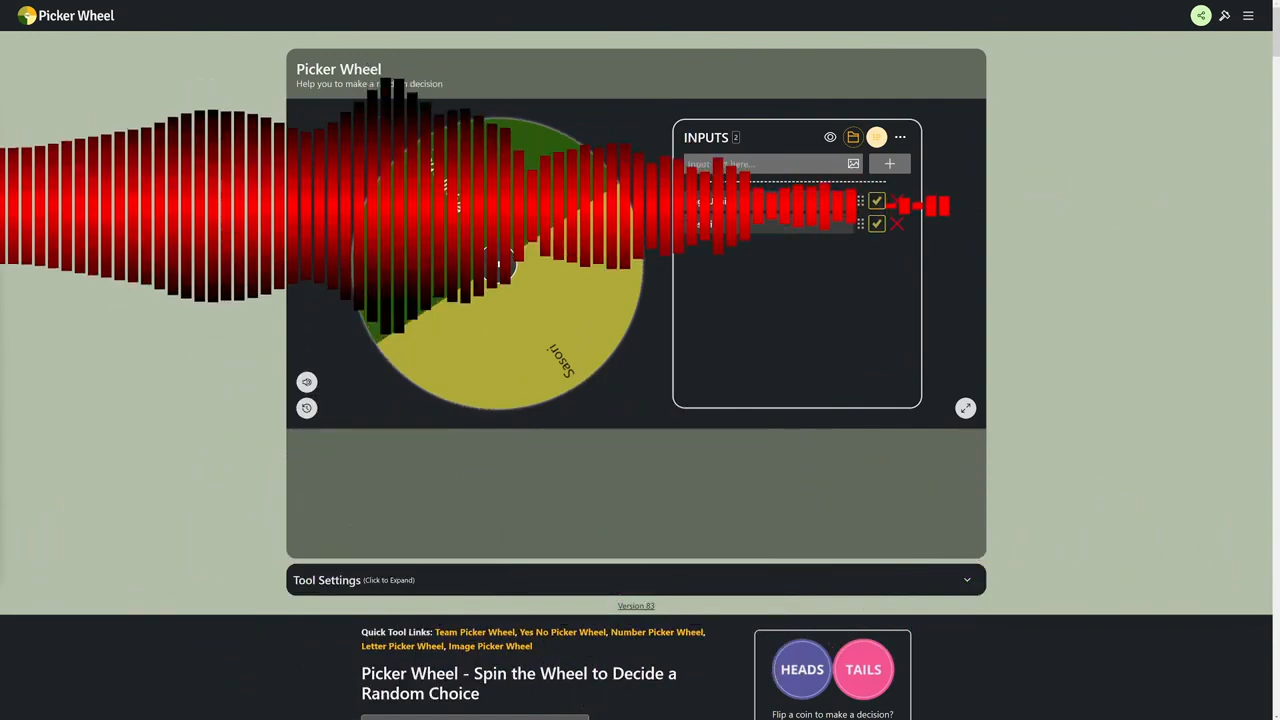 Picker Wheel
Picker Wheel
Help you to make a random decision
INPUTS 2
Sasori
Tool Settings (Click to Expand)
Version 83
Quick Tool Links: Team Picker Wheel, Yes No Picker Wheel, Number Picker Wheel,
Letter Picker Wheel, Image Picker Wheel
Picker Wheel - Spin the Wheel to Decide a
Random Choice
HEADS TAILS
Flip a coin to make a decision?